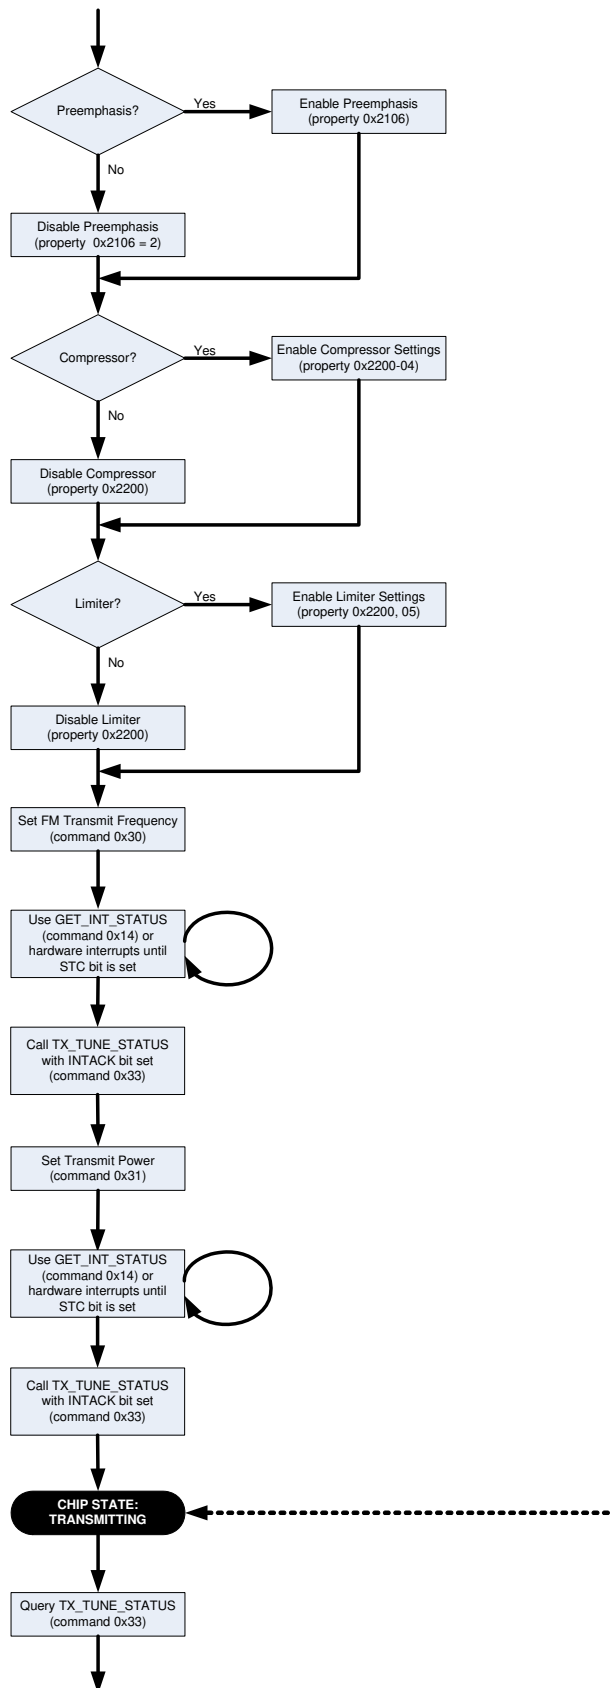 Preemphasis?
Yes
Enable Preemphasis
(property 0x2106)
No
Disable Preemphasis
(property 0x2106 = 2)
Compressor?
Yes
Enable Compressor Settings
(property 0x2200-04)
No
Disable Compressor
(property 0x2200)
Limiter?
Yes
Enable Limiter Settings
(property 0x2200, 05)
No
Disable Limiter
(property 0x2200)
Set FM Transmit Frequency
(command 0x30)
Use GET_INT_STATUS
(command 0x14) or
hardware interrupts until
STC bit is set
Call TX_TUNE_STATUS
with INTACK bit set
(command 0x33)
Set Transmit Power
(command 0x31)
Use GET_INT_STATUS
(command 0x14) or
hardware interrupts until
STC bit is set
Call TX_TUNE_STATUS
with INTACK bit set
(command 0x33)
CHIP STATE:
TRANSMITTING
Query TX_TUNE_STATUS
(command 0x33)